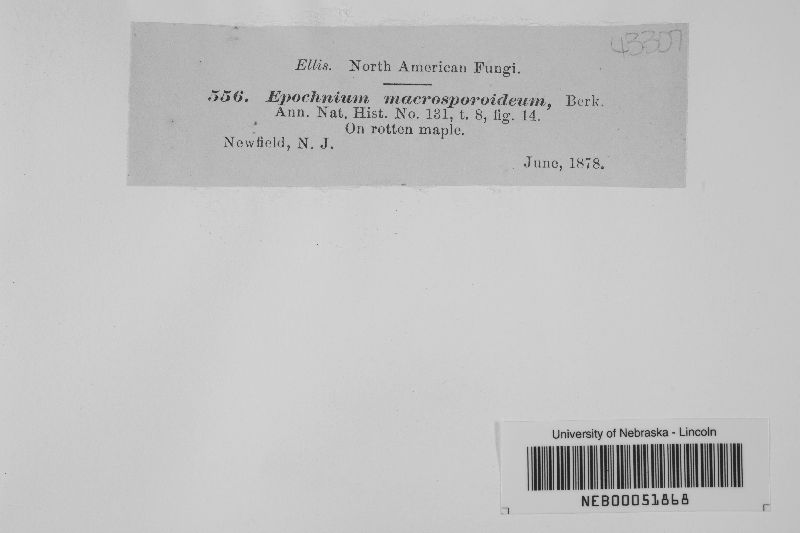 43307
Ellis. North American Fungi.
556. Epochnium macrosporoideum, Berk.
Ann. Nat. Hist. No. 131, t. 8, fig. 14.
On rotten maple.
Newfield, N. J.
June, 1878.
University of Nebraska - Lincoln
NEB00051868